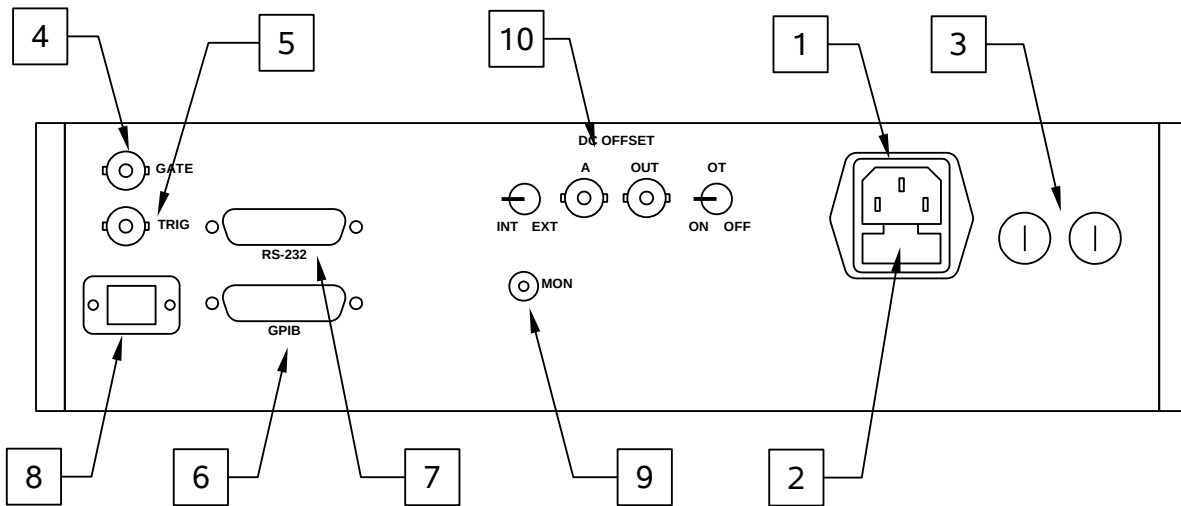 4
5
10
1
3
DC OFFSET
GATE
A
OUT
OT
TRIG
INT EXT
ON OFF
RS-232
MON
GPIB
8
6
7
9
2